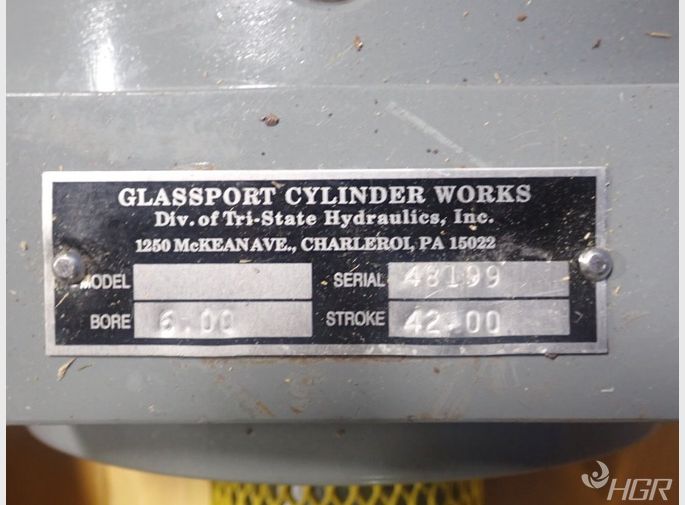 GLASSPORT CYLINDER WORKS
Div. of Tri-State Hydraulics, Inc.
1250 McKEAN AVE., CHARLEROI, PA 15022
MODEL SERIAL 48199
BORE 6.00 STROKE 42.00
HGR